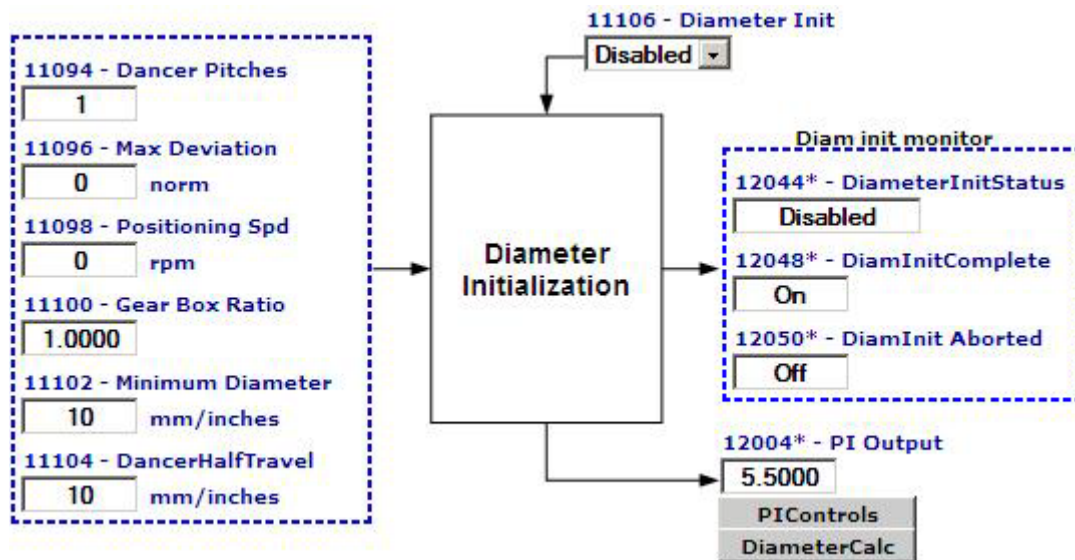 11106 - Diameter Init
Disabled
11094 - Dancer Pitches
1
11096 - Max Deviation
0 norm
11098 - Positioning Spd
0 rpm
11100 - Gear Box Ratio
1.0000
11102 - Minimum Diameter
10 mm/inches
11104 - DancerHalfTravel
10 mm/inches
Diameter
Initialization
Diam init monitor
12044* - DiameterInitStatus
Disabled
12048* - DiamInitComplete
On
12050* - DiamInit Aborted
Off
12004* - PI Output
5.5000
PIControls
DiameterCalc